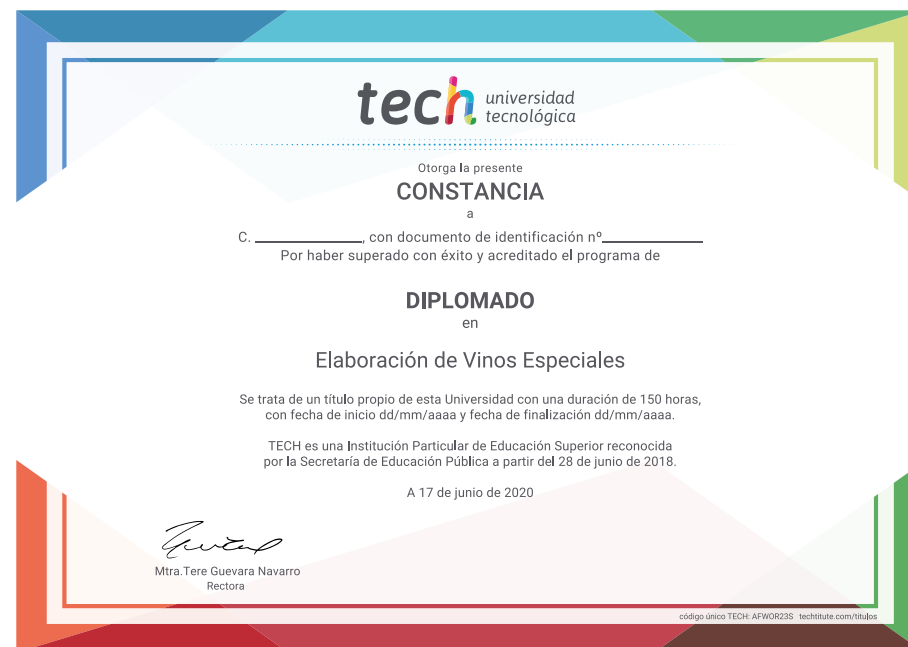 tech universidad
tecnológica
Otorga la presente
CONSTANCIA
a
C. ____________, con documento de identificación nº____________
Por haber superado con éxito y acreditado el programa de
DIPLOMADO
en
Elaboración de Vinos Especiales
Se trata de un título propio de esta Universidad con una duración de 150 horas,
con fecha de inicio dd/mm/aaaa y fecha de finalización dd/mm/aaaa.
TECH es una Institución Particular de Educación Superior reconocida
por la Secretaría de Educación Pública a partir del 28 de junio de 2018.
A 17 de junio de 2020
Mtra.Tere Guevara Navarro
Rectora
código único TECH: AFWOR23S techtitute.com/titulos